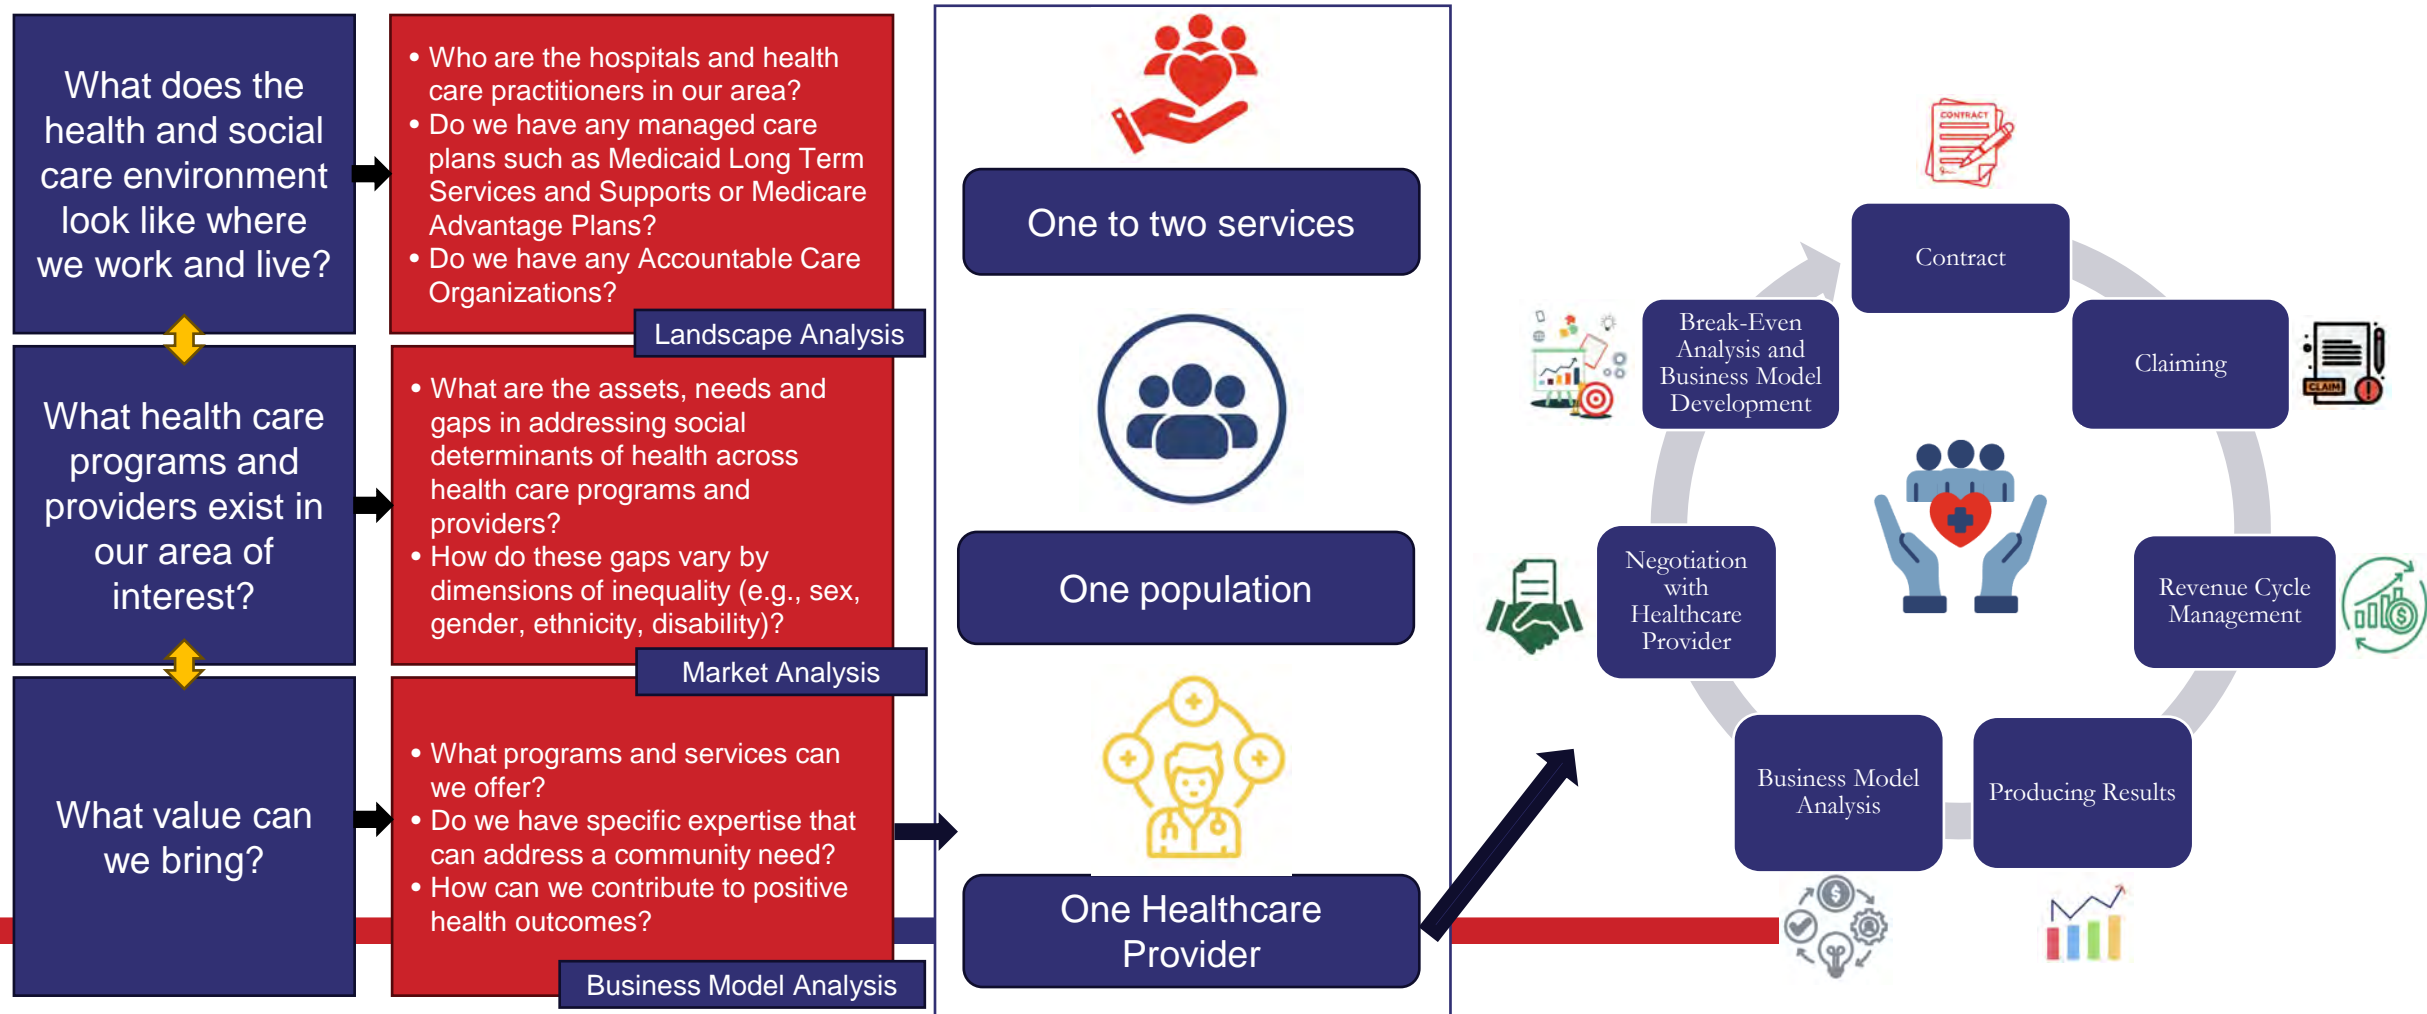 What does the
health and social
care environment
look like where
we work and live?
• Who are the hospitals and health
care practitioners in our area?
• Do we have any managed care
plans such as Medicaid Long Term
Services and Supports or Medicare
Advantage Plans?
• Do we have any Accountable Care
Organizations?
Landscape Analysis
What health care
programs and
providers exist in
our area of
interest?
• What are the assets, needs and
gaps in addressing social
determinants of health across
health care programs and
providers?
• How do these gaps vary by
dimensions of inequality (e.g., sex,
gender, ethnicity, disability)?
Market Analysis
What value can
we bring?
• What programs and services can
we offer?
• Do we have specific expertise that
can address a community need?
• How can we contribute to positive
health outcomes?
Business Model Analysis
One to two services
One population
One Healthcare
Provider
CONTRACT
Contract
Claiming
CLAIM
Revenue Cycle
Management
Producing Results
Business Model
Analysis
Negotiation
with
Healthcare
Provider
Break-Even
Analysis and
Business Model
Development